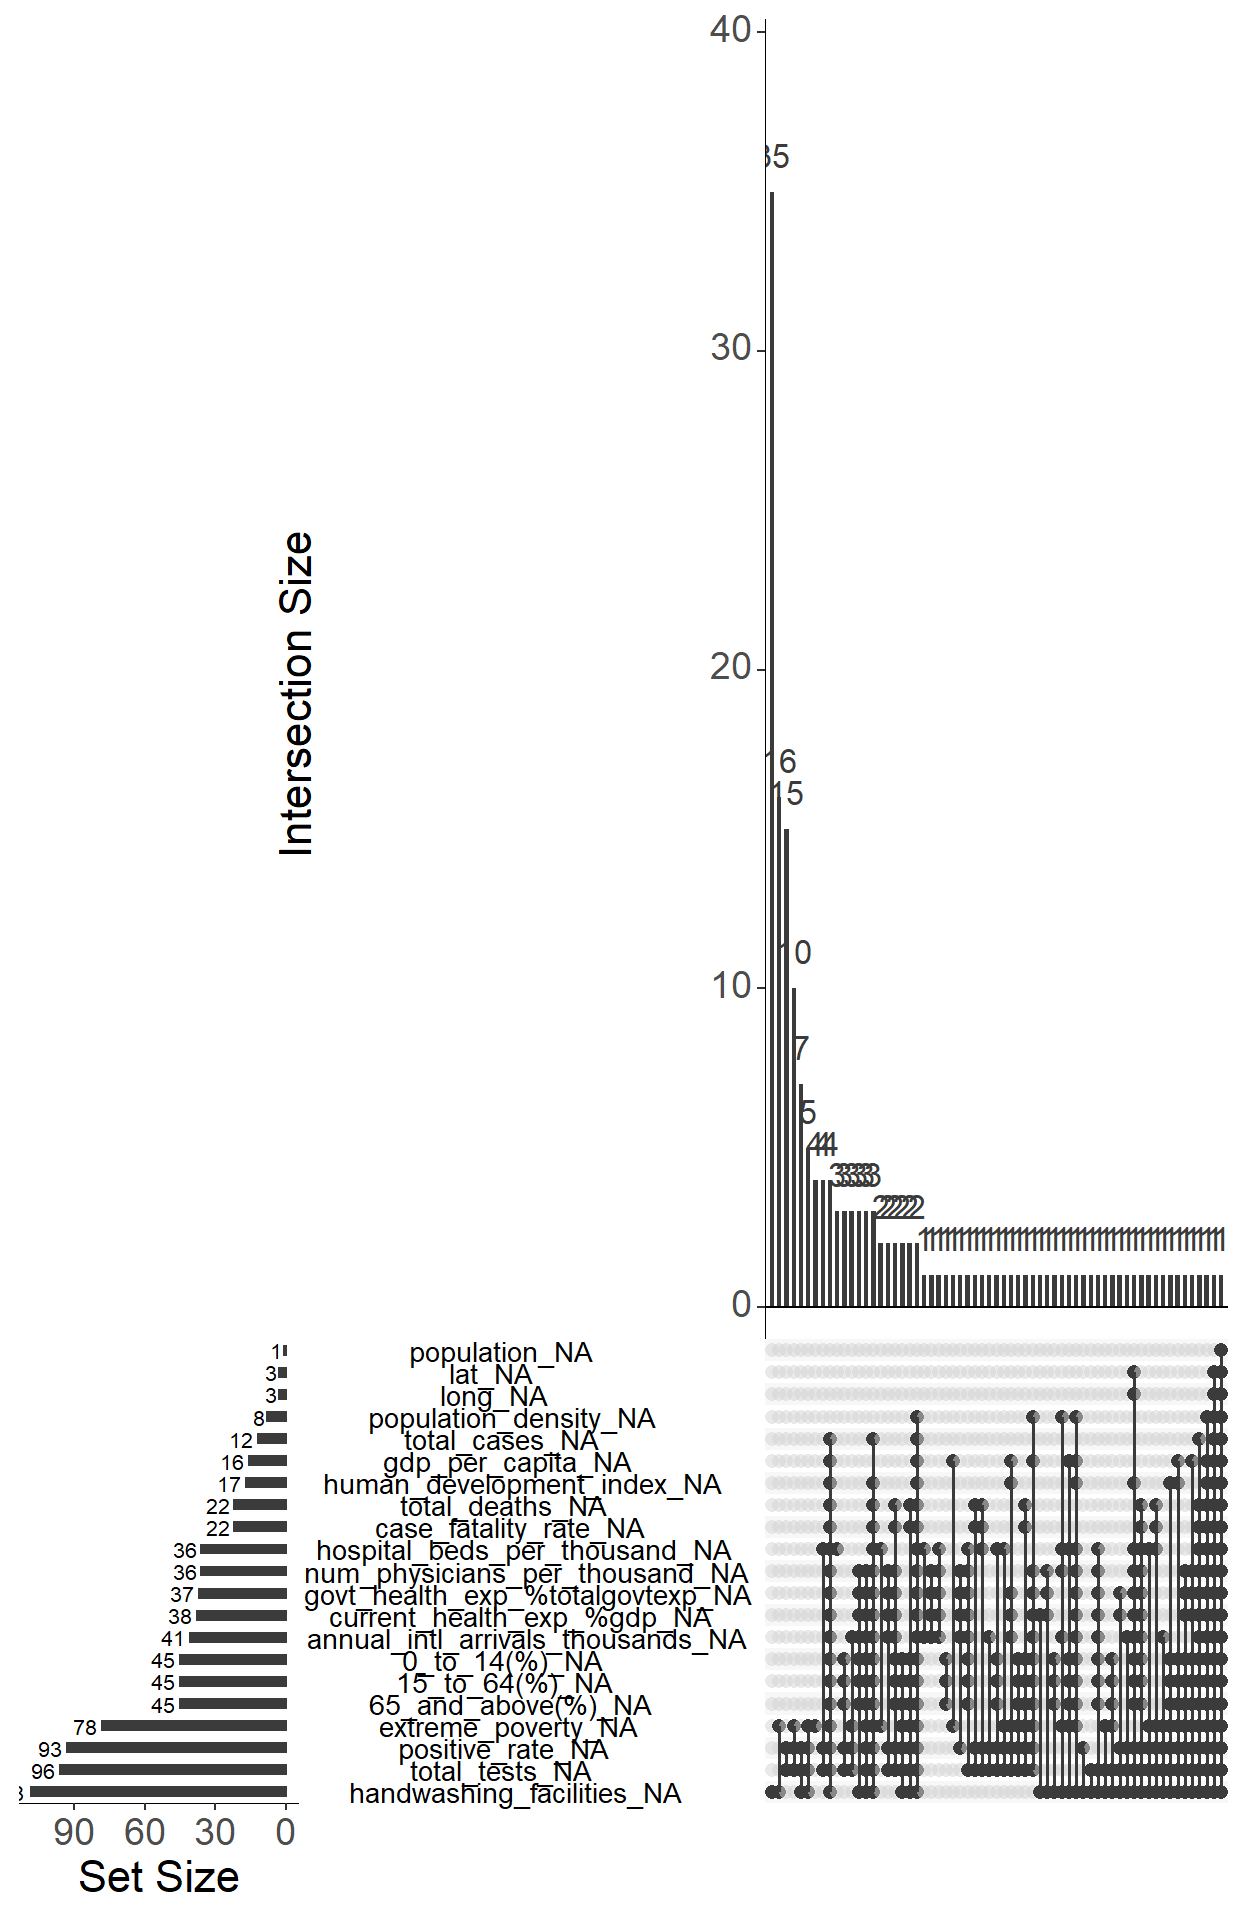 40
30
20
10
0
Intersection Size
35
16
15
10
7
5
444
333333
222222
population_NA
lat_NA
long_NA
population_density_NA
total_cases_NA
gdp_per_capita_NA
human_development_index_NA
total_deaths_NA
case_fatality_rate_NA
hospital_beds_per_thousand_NA
num_physicians_per_thousand_NA
govt_health_exp_%totalgovtexp_NA
current_health_exp_%gdp_NA
annual_intl_arrivals_thousands_NA
0_to_14(%)_NA
15_to_64(%)_NA
65_and_above(%)_NA
extreme_poverty_NA
positive_rate_NA
total_tests_NA
handwashing_facilities_NA
1
3
3
8
12
16
17
22
22
36
36
37
38
41
45
45
45
78
93
96
90 60 30 0
Set Size